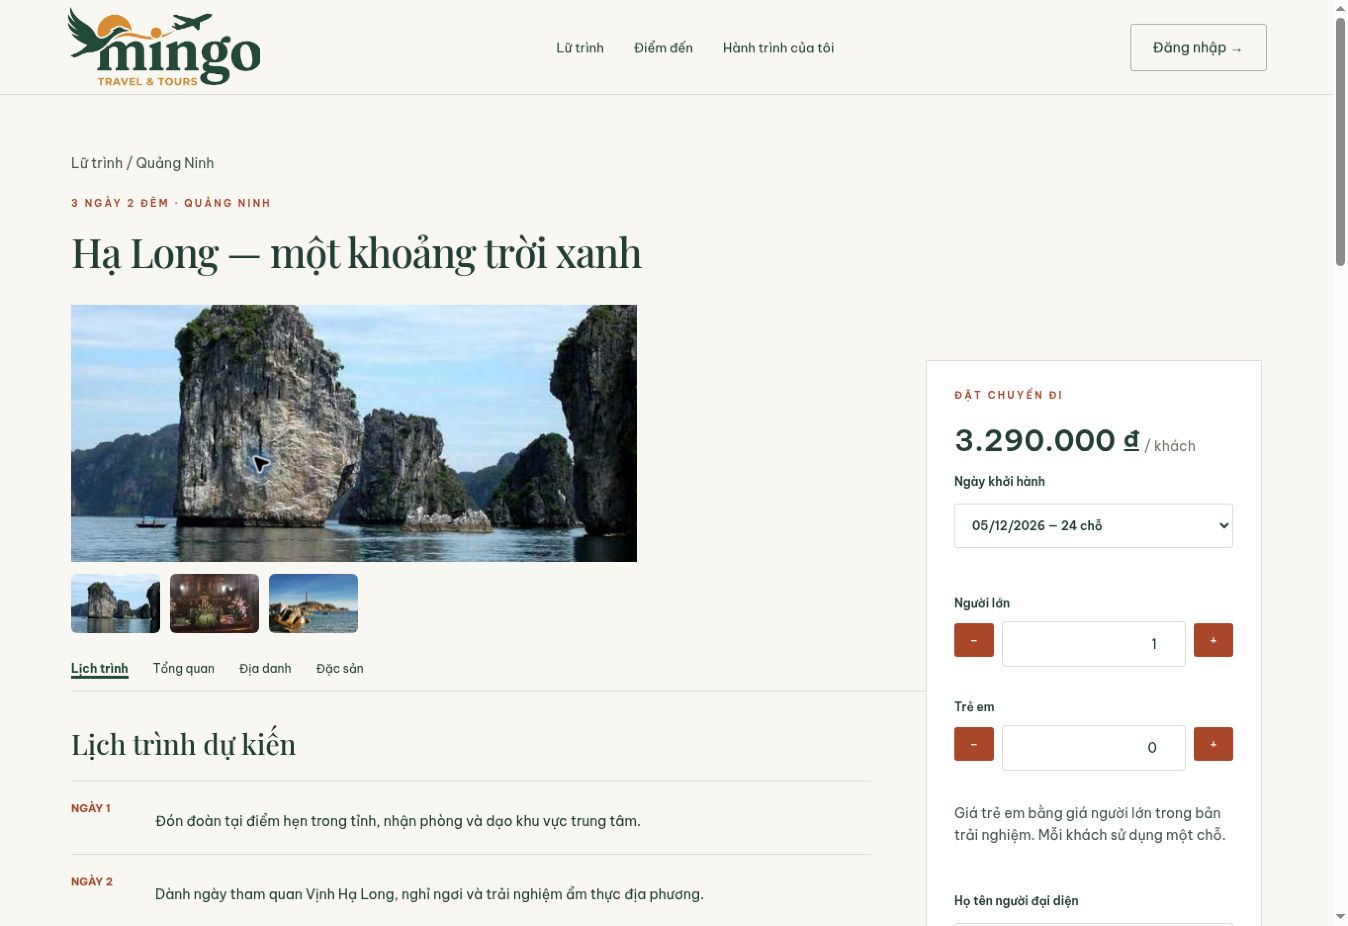 mingo
TRAVEL & TOURS
Lữ trình
Điểm đến
Hành trình của tôi
Đăng nhập →
Lữ trình / Quảng Ninh
3 NGÀY 2 ĐÊM · QUẢNG NINH
Hạ Long — một khoảng trời xanh
Lịch trình
Tổng quan
Địa danh
Đặc sản
Lịch trình dự kiến
NGÀY 1
Đón đoàn tại điểm hẹn trong tỉnh, nhận phòng và dạo khu vực trung tâm.
NGÀY 2
Dành ngày tham quan Vịnh Hạ Long, nghỉ ngơi và trải nghiệm ẩm thực địa phương.
ĐẶT CHUYẾN ĐI
3.290.000 ₫ / khách
Ngày khởi hành
05/12/2026 — 24 chỗ
Người lớn
− 1 +
Trẻ em
− 0 +
Giá trẻ em bằng giá người lớn trong bản
trải nghiệm. Mỗi khách sử dụng một chỗ.
Họ tên người đại diện